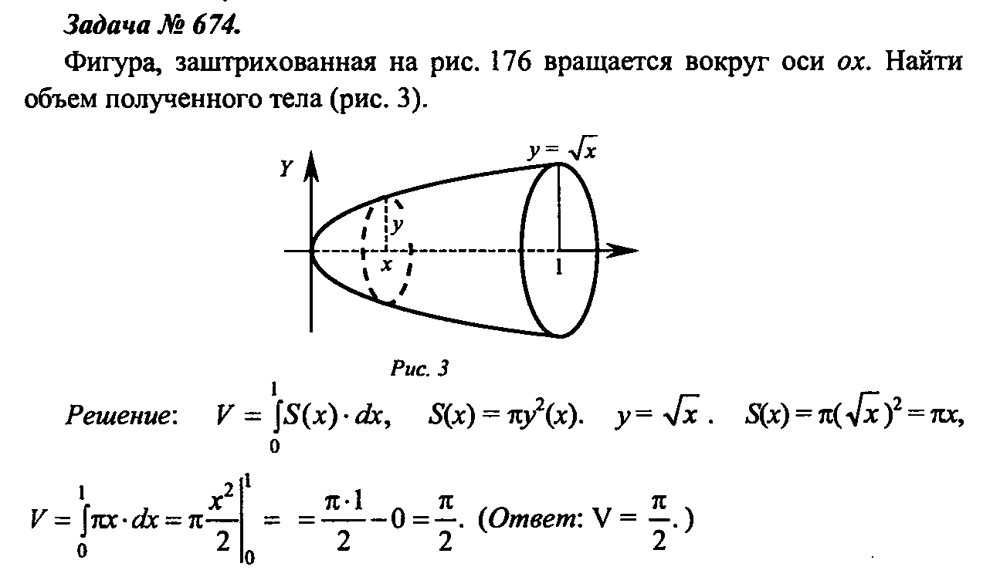 Задача № 674.
Фигура, заштрихованная на рис. 176 вращается вокруг оси ox. Найти
объем полученного тела (рис. 3).
y = √x
Y
y
x
1
Рис. 3
Решение: V = ∫₀¹ S(x) · dx, S(x) = πy²(x). y = √x . S(x) = π(√x)² = πx,
V = ∫₀¹ πx · dx = π x²/2 |₀¹ = = π·1/2 − 0 = π/2. (Ответ: V = π/2. )